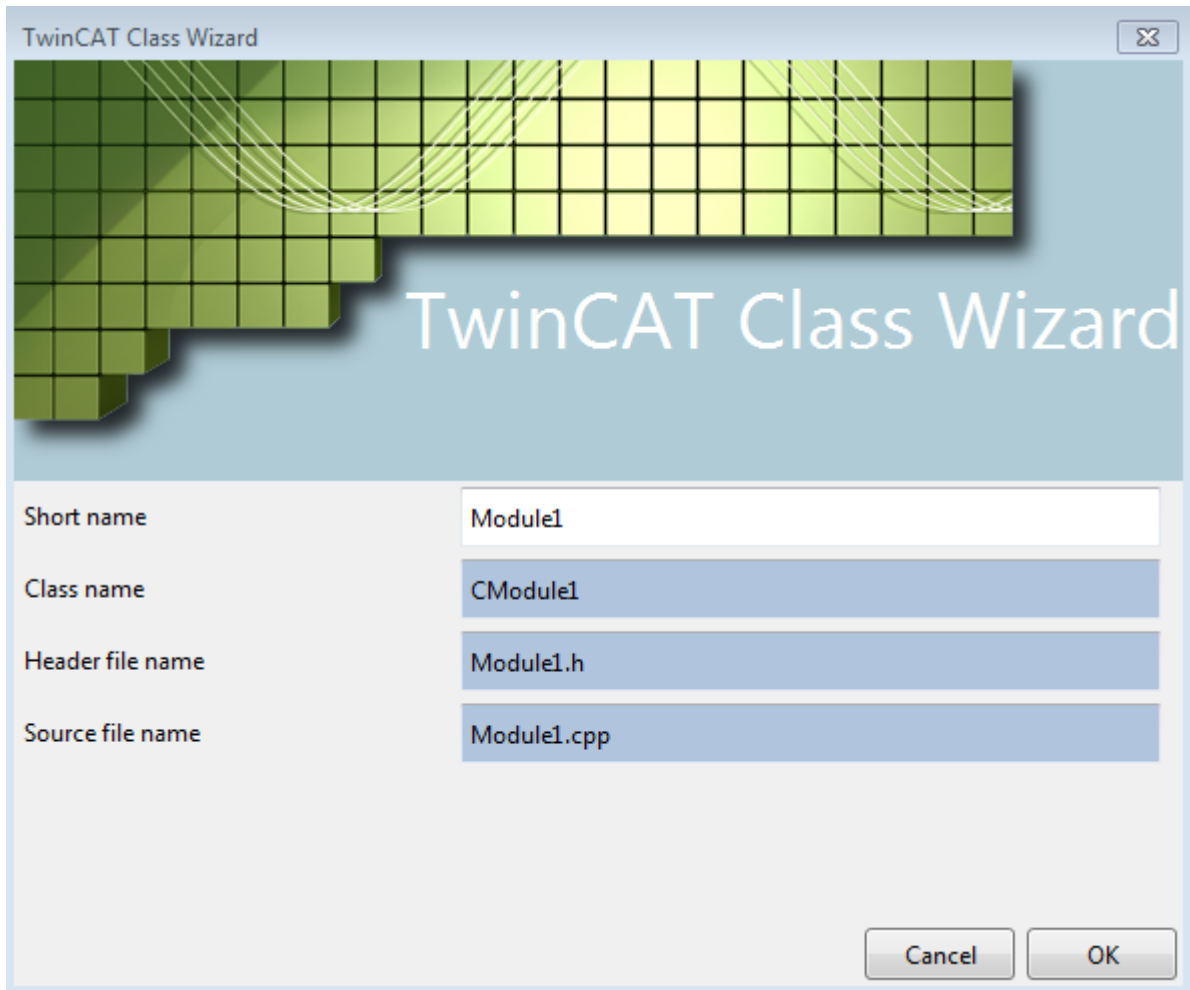 TwinCAT Class Wizard
TwinCAT Class Wizard
Short name Module1
Class name CModule1
Header file name Module1.h
Source file name Module1.cpp
Cancel OK